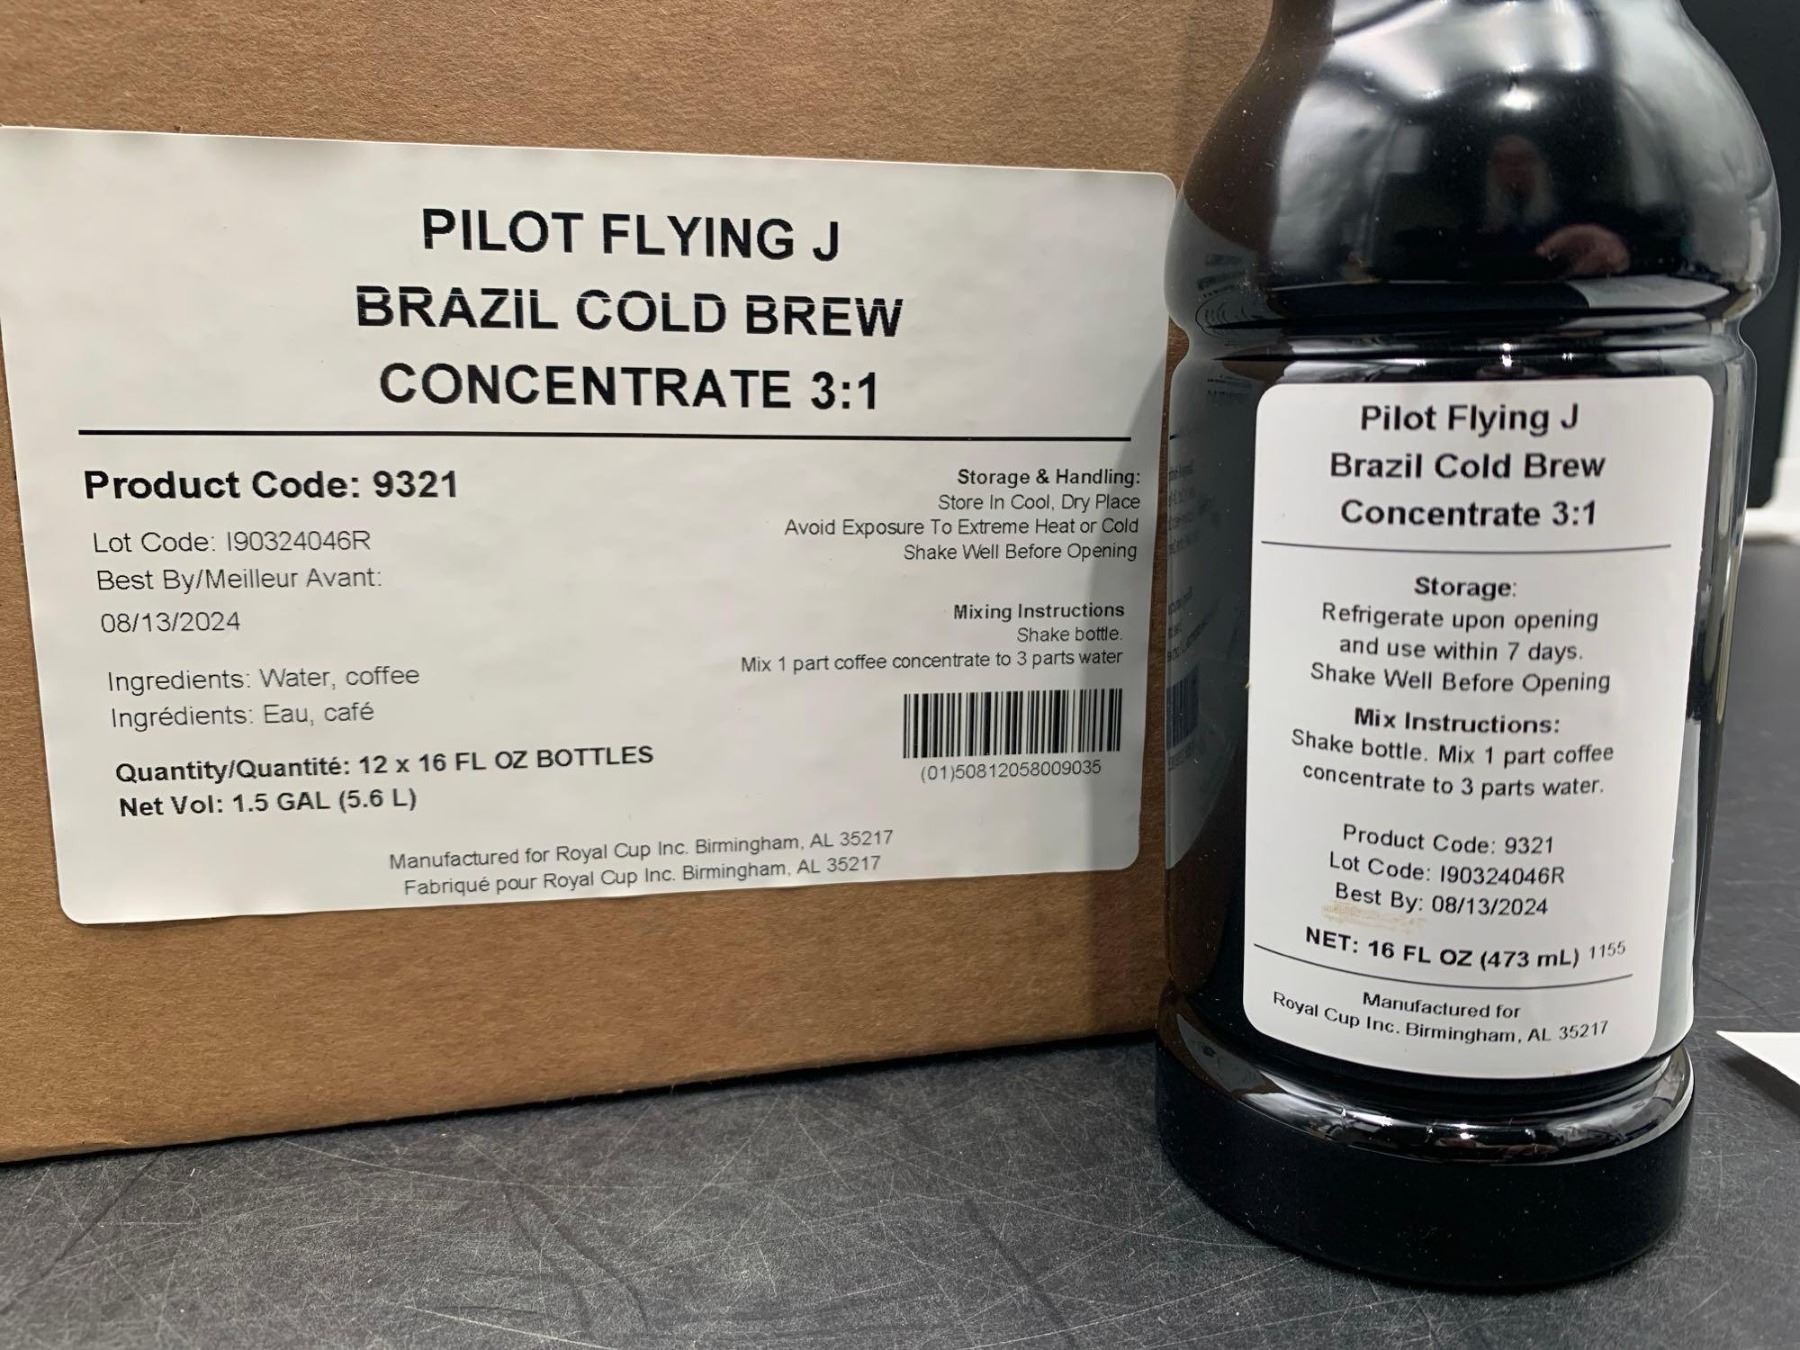 PILOT FLYING J
BRAZIL COLD BREW
CONCENTRATE 3:1
Product Code: 9321
Lot Code: I90324046R
Best By/Meilleur Avant:
08/13/2024
Ingredients: Water, coffee
Ingrédients: Eau, café
Quantity/Quantité: 12 x 16 FL OZ BOTTLES
Net Vol: 1.5 GAL (5.6 L)
Storage & Handling:
Store In Cool, Dry Place
Avoid Exposure To Extreme Heat or Cold
Shake Well Before Opening
Mixing Instructions
Shake bottle.
Mix 1 part coffee concentrate to 3 parts water
(01)50812058009035
Manufactured for Royal Cup Inc. Birmingham, AL 35217
Fabriqué pour Royal Cup Inc. Birmingham, AL 35217
Pilot Flying J
Brazil Cold Brew
Concentrate 3:1
Storage:
Refrigerate upon opening
and use within 7 days.
Shake Well Before Opening
Mix Instructions:
Shake bottle. Mix 1 part coffee
concentrate to 3 parts water.
Product Code: 9321
Lot Code: I90324046R
Best By: 08/13/2024
NET: 16 FL OZ (473 mL) 1155
Manufactured for
Royal Cup Inc. Birmingham, AL 35217